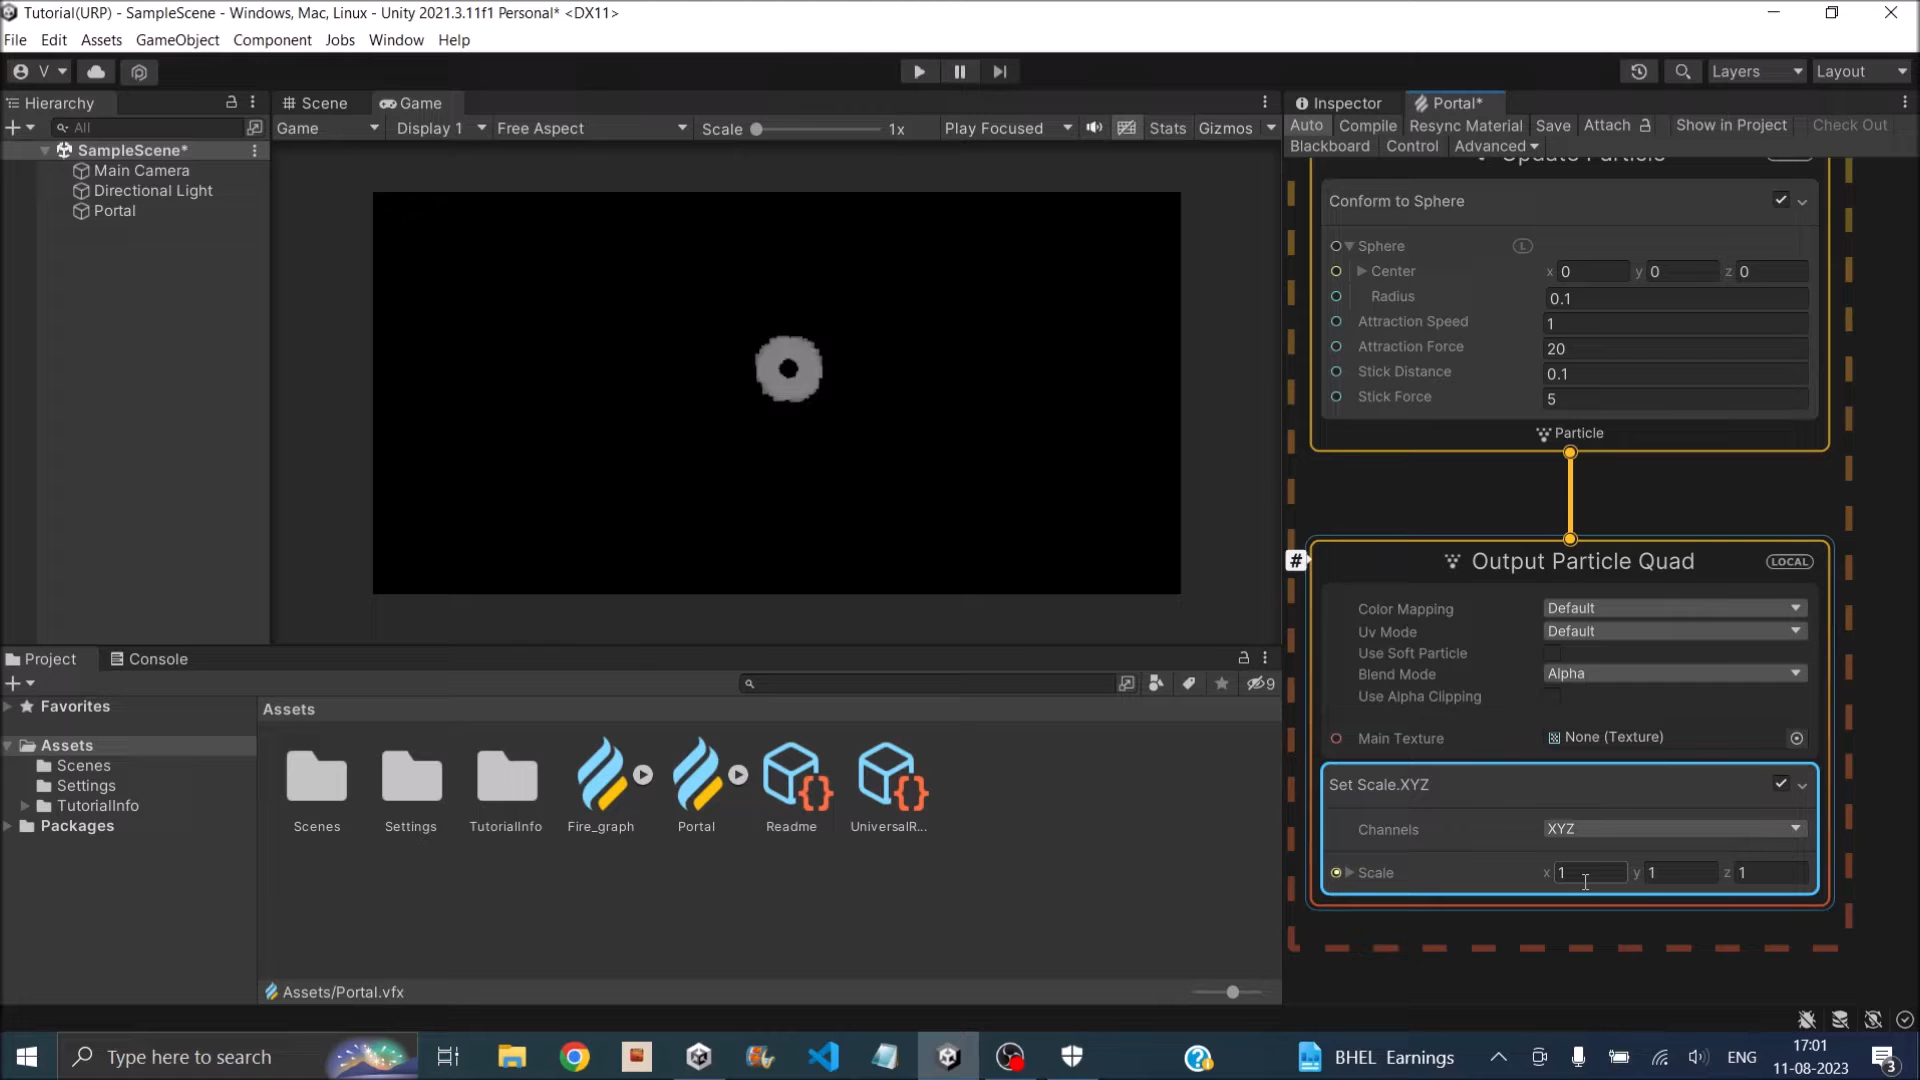 Tutorial(URP) - SampleScene - Windows, Mac, Linux - Unity 2021.3.11f1 Personal* <DX11>
File Edit Assets GameObject Component Jobs Window Help
V Layers Layout
Hierarchy
All
SampleScene*
Main Camera
Directional Light
Portal
Scene Game
Game Display 1 Free Aspect Scale 1x Play Focused Stats Gizmos
Inspector Portal*
Auto Compile Resync Material Save Attach Show in Project Check Out
Blackboard Control Advanced
Update Particle
Conform to Sphere
Sphere L
Center x 0 y 0 z 0
Radius 0.1
Attraction Speed 1
Attraction Force 20
Stick Distance 0.1
Stick Force 5
Particle
# Output Particle Quad LOCAL
Color Mapping Default
Uv Mode Default
Use Soft Particle
Blend Mode Alpha
Use Alpha Clipping
Main Texture None (Texture)
Set Scale.XYZ
Channels XYZ
Scale x 1 y 1 z 1
Project Console
9
Favorites
Assets
Scenes
Settings
TutorialInfo
Packages
Assets
Scenes Settings TutorialInfo Fire_graph Portal Readme UniversalR...
Assets/Portal.vfx
Type here to search
BHEL Earnings
ENG
17:01
11-08-2023
3